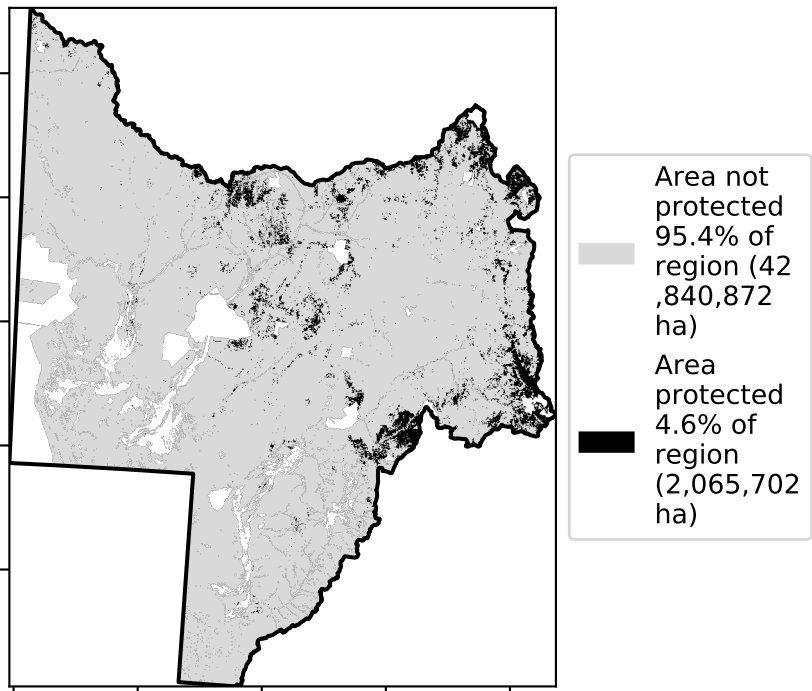 Area not
protected
95.4% of
region (42
,840,872
ha)
Area
protected
4.6% of
region
(2,065,702
ha)